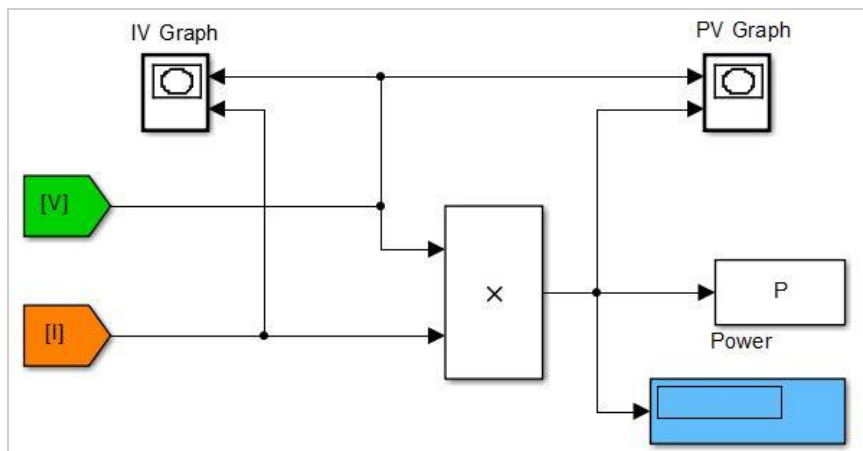 IV Graph
PV Graph
[V]
[I]
×
P
Power